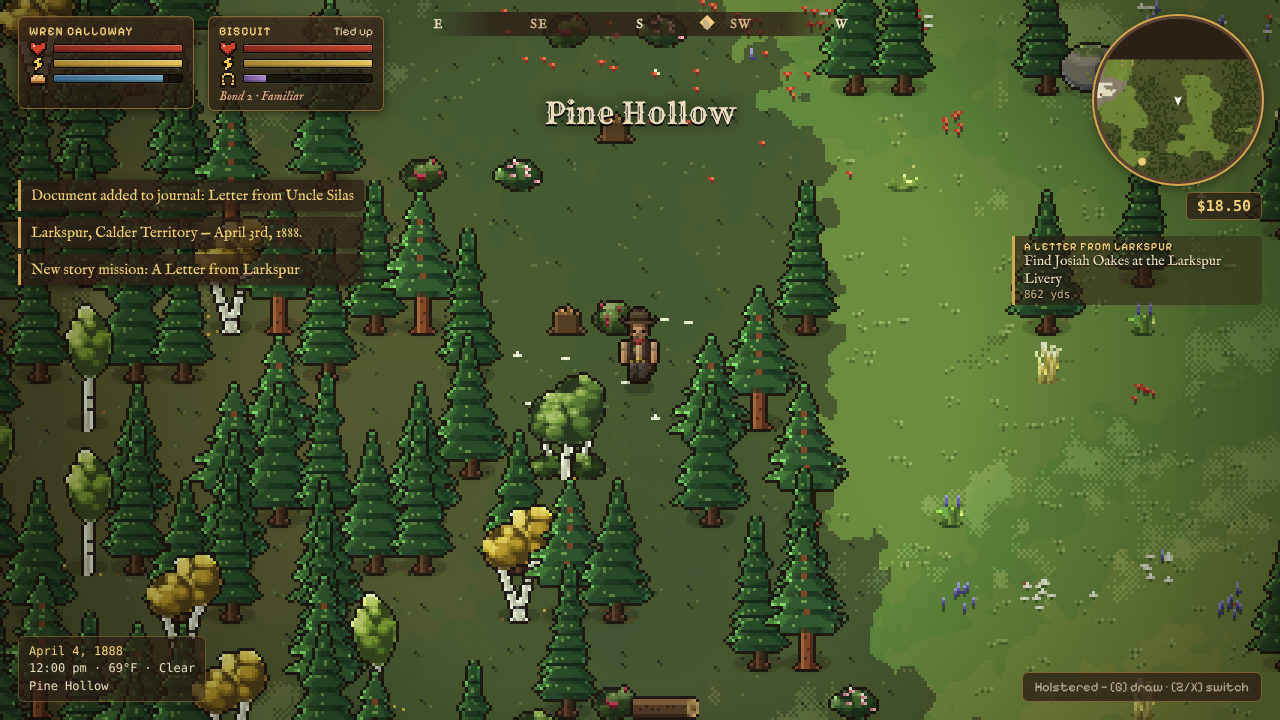 WREN CALLOWAY
BISCUIT
Tied up
Bond 2 · Familiar
E
SE
S
SW
W
Pine Hollow
Document added to journal: Letter from Uncle Silas
Larkspur, Calder Territory — April 3rd, 1888.
New story mission: A Letter from Larkspur
$18.50
A LETTER FROM LARKSPUR
Find Josiah Oakes at the Larkspur
Livery
862 yds
April 4, 1888
12:00 pm · 69°F · Clear
Pine Hollow
Holstered - (G) draw · (Z/X) switch